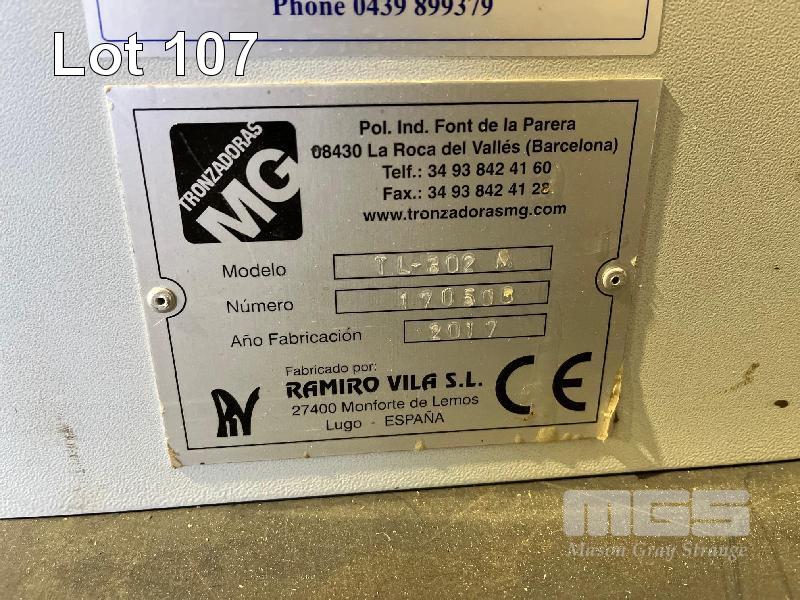 Phone 0439 899379
Lot 107
TRONZADORAS
MG
Pol. Ind. Font de la Parera
08430 La Roca del Vallés (Barcelona)
Telf.: 34 93 842 41 60
Fax.: 34 93 842 41 28
www.tronzadorasmg.com
Modelo TL-302 A
Número 170503
Año Fabricación 2017
Fabricado por:
RAMIRO VILA S.L.
27400 Monforte de Lemos
Lugo - ESPAÑA
CE
RV
MGS
Mason Gray Strange